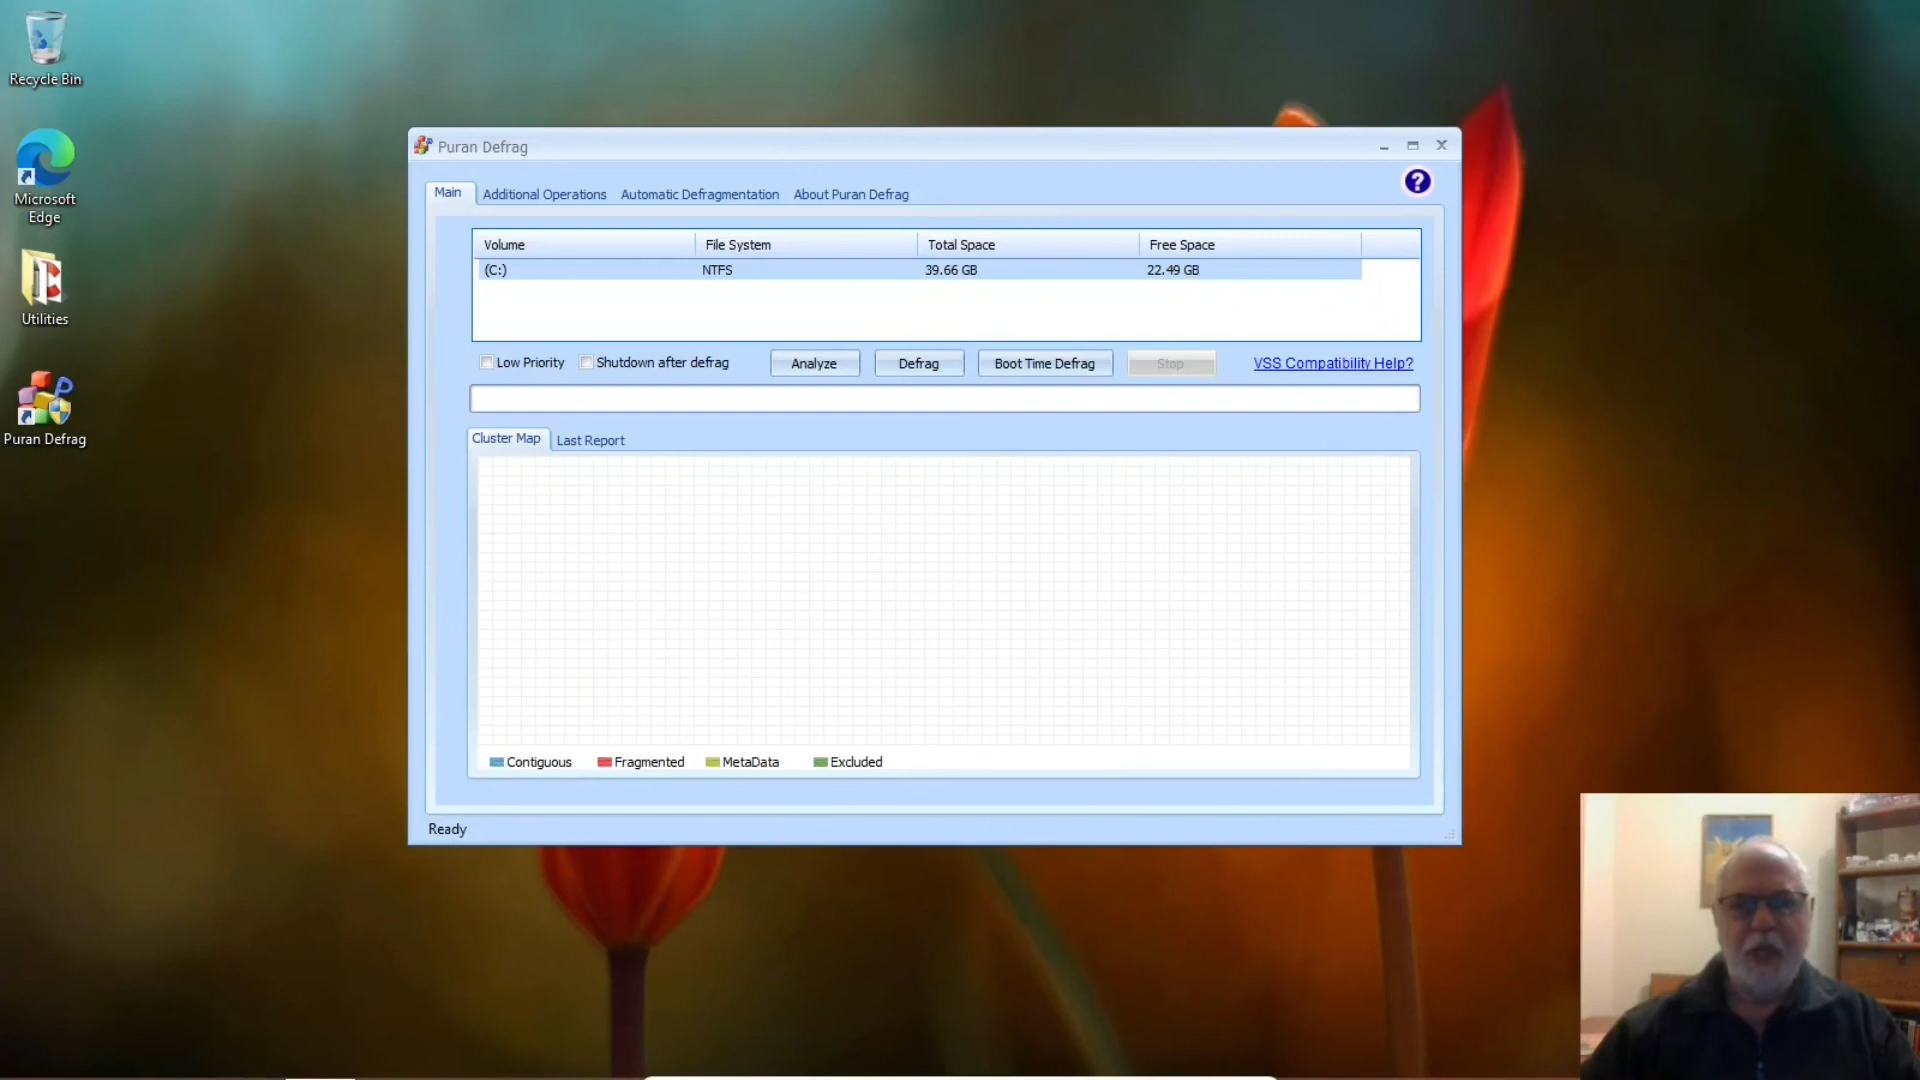 Recycle Bin
Microsoft
Edge
Utilities
Puran Defrag
Puran Defrag
Main
Additional Operations
Automatic Defragmentation
About Puran Defrag
?
Volume
File System
Total Space
Free Space
(C:)
NTFS
39.66 GB
22.49 GB
Low Priority
Shutdown after defrag
Analyze
Defrag
Boot Time Defrag
Stop
VSS Compatibility Help?
Cluster Map
Last Report
Contiguous
Fragmented
MetaData
Excluded
Ready